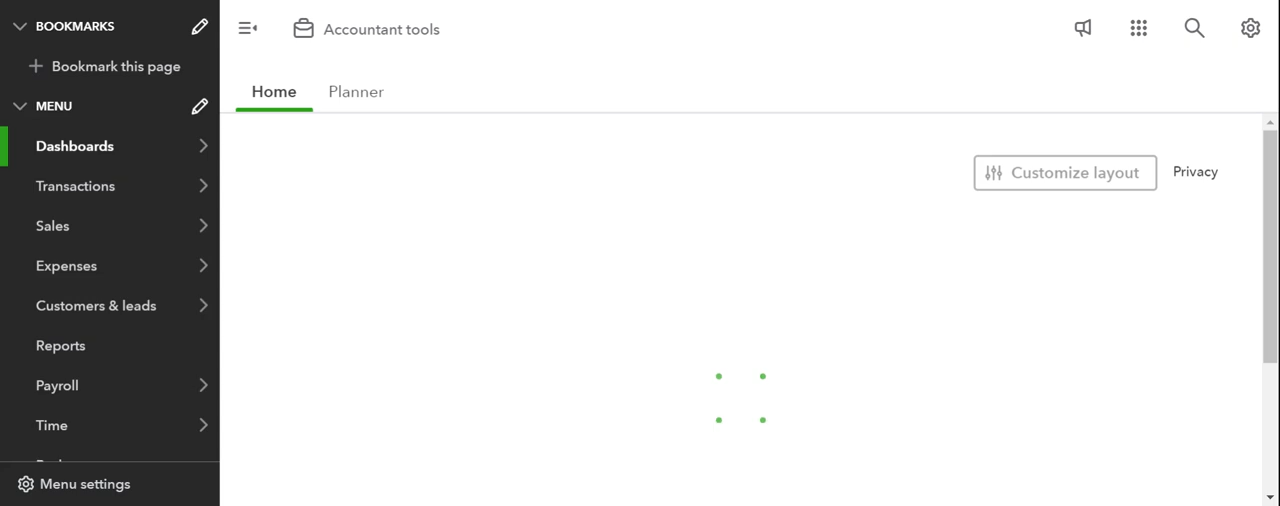 BOOKMARKS
Bookmark this page
MENU
Dashboards
Transactions
Sales
Expenses
Customers & leads
Reports
Payroll
Time
Menu settings
Accountant tools
Home Planner
Customize layout Privacy